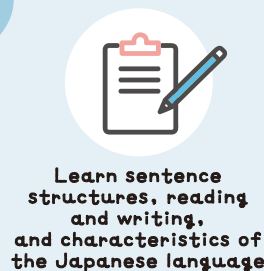 Learn sentence
structures, reading
and writing,
and characteristics of
the Japanese language